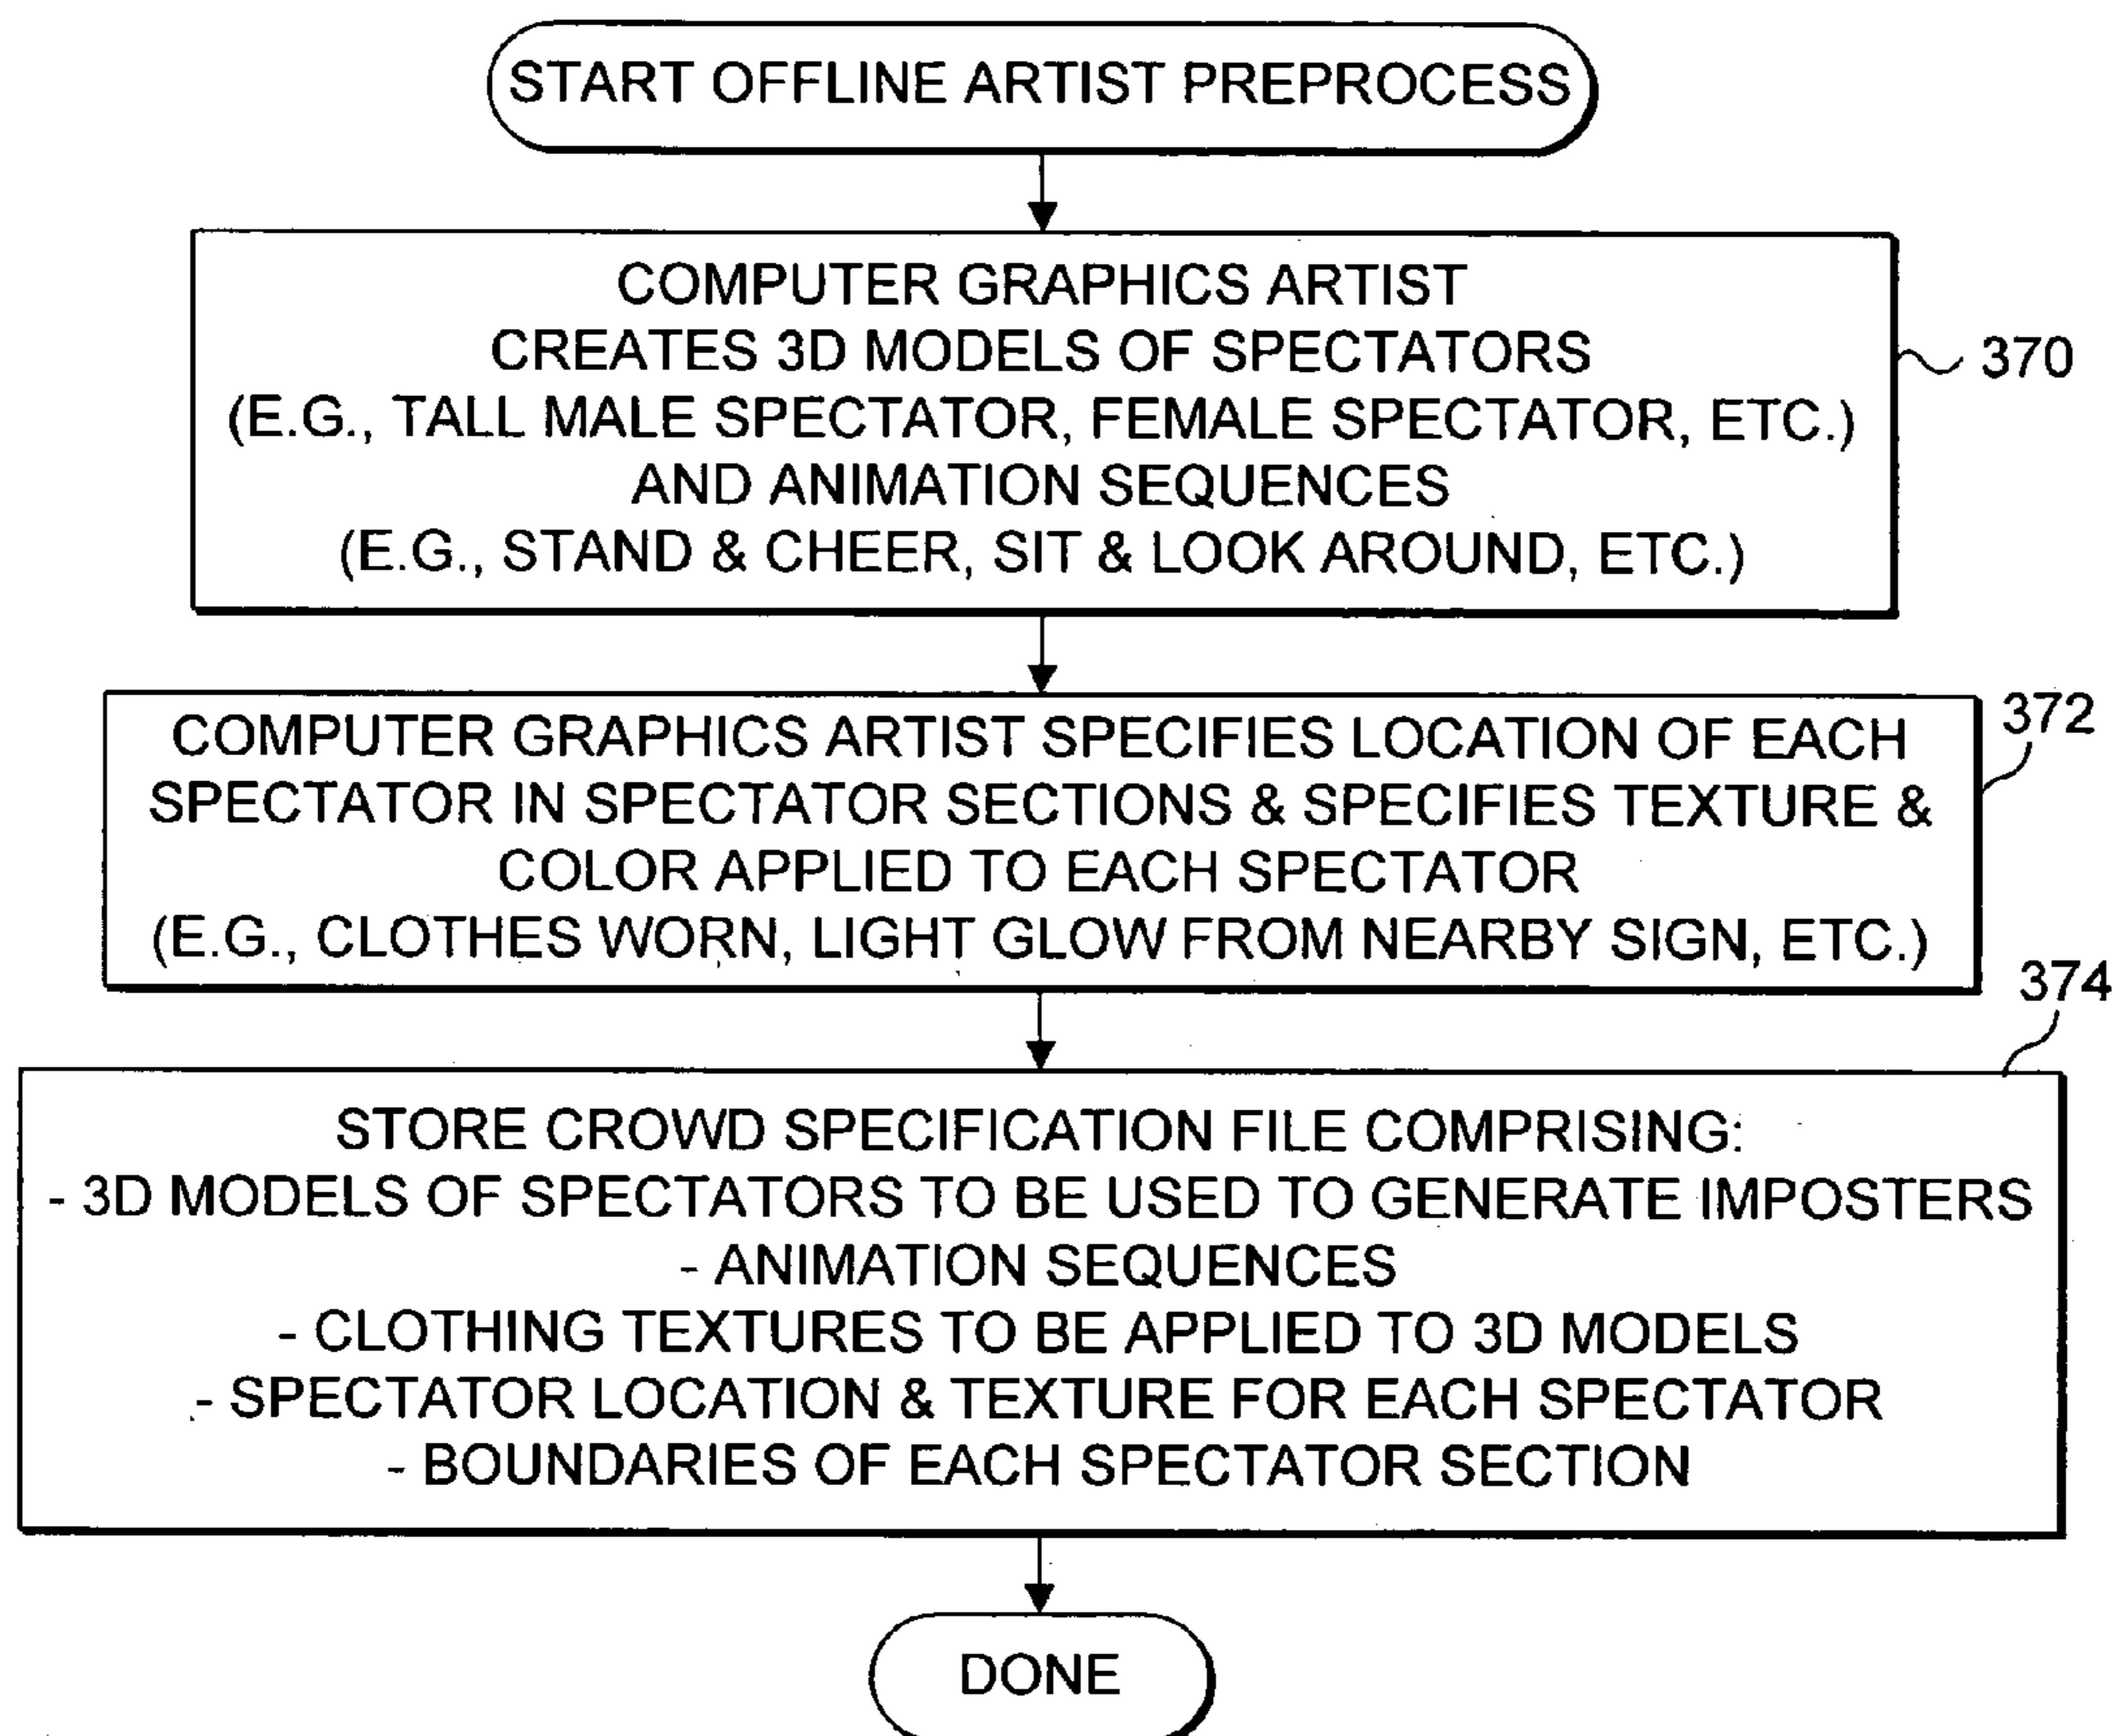 START OFFLINE ARTIST PREPROCESS
COMPUTER GRAPHICS ARTIST
CREATES 3D MODELS OF SPECTATORS
(E.G., TALL MALE SPECTATOR, FEMALE SPECTATOR, ETC.)
AND ANIMATION SEQUENCES
(E.G., STAND & CHEER, SIT & LOOK AROUND, ETC.)
370
COMPUTER GRAPHICS ARTIST SPECIFIES LOCATION OF EACH
SPECTATOR IN SPECTATOR SECTIONS & SPECIFIES TEXTURE &
COLOR APPLIED TO EACH SPECTATOR
(E.G., CLOTHES WORN, LIGHT GLOW FROM NEARBY SIGN, ETC.)
372
374
STORE CROWD SPECIFICATION FILE COMPRISING:
- 3D MODELS OF SPECTATORS TO BE USED TO GENERATE IMPOSTERS
- ANIMATION SEQUENCES
- CLOTHING TEXTURES TO BE APPLIED TO 3D MODELS
- SPECTATOR LOCATION & TEXTURE FOR EACH SPECTATOR
- BOUNDARIES OF EACH SPECTATOR SECTION
DONE